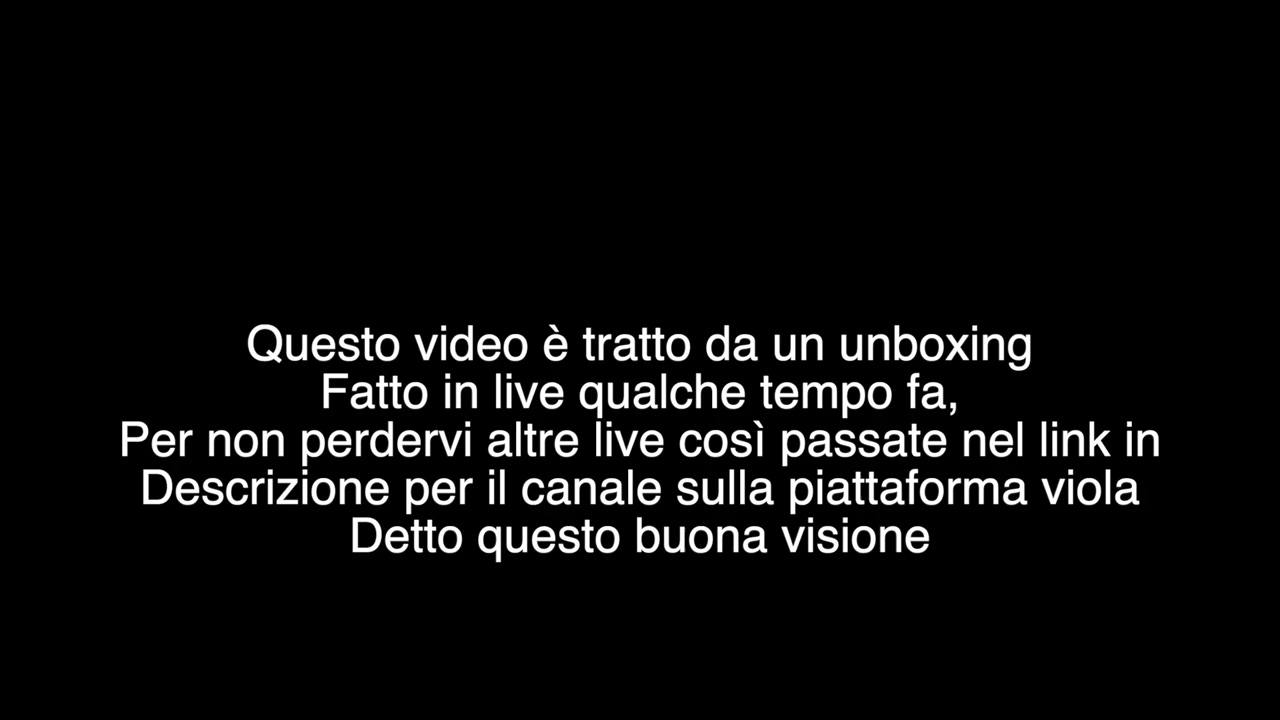 Questo video è tratto da un unboxing
Fatto in live qualche tempo fa,
Per non perdervi altre live così passate nel link in
Descrizione per il canale sulla piattaforma viola
Detto questo buona visione